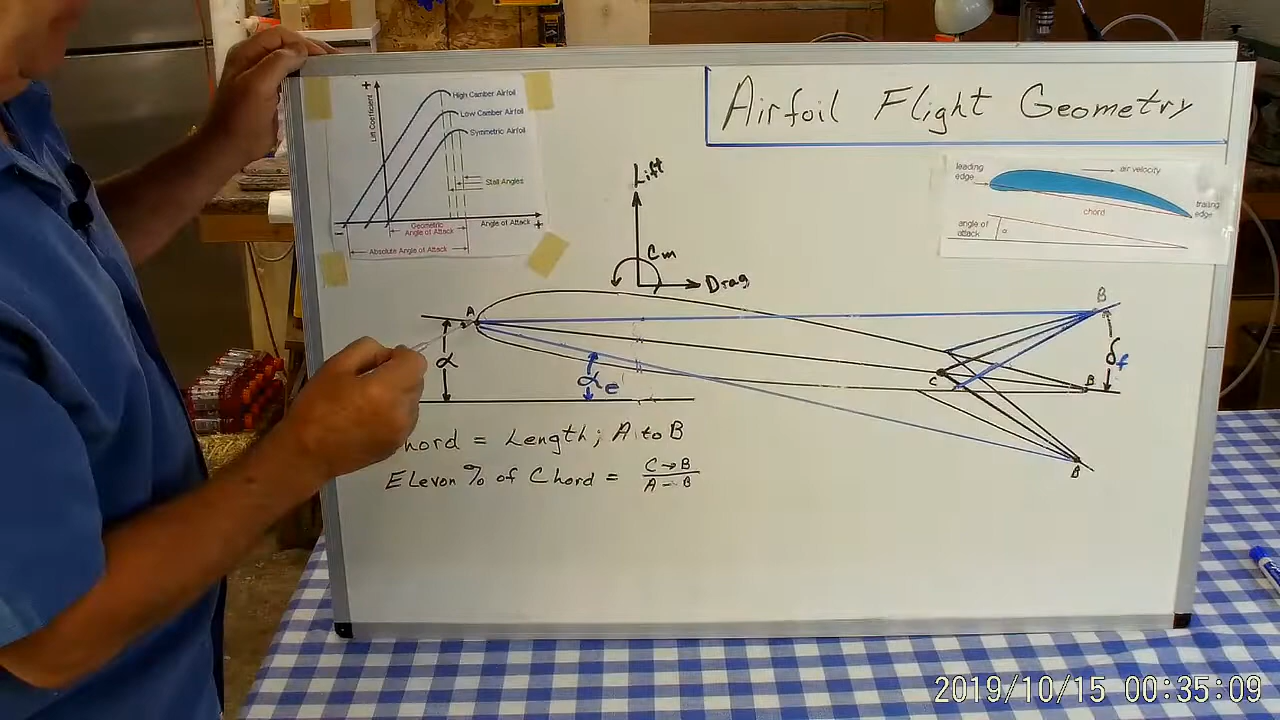 Airfoil Flight Geometry
+
Lift Coefficient
High Camber Airfoil
Low Camber Airfoil
Symmetric Airfoil
Stall Angles
Geometric
Angle of Attack
Angle of Attack
- +
Absolute Angle of Attack
leading
edge
air velocity
chord
trailing
edge
angle of
attack
α
Lift
Cm
Drag
A
B
α
αe
C
B
δf
B
hord = Length; A to B
Elevon % of Chord = C→B
A–B
2019/10/15 00:35:09